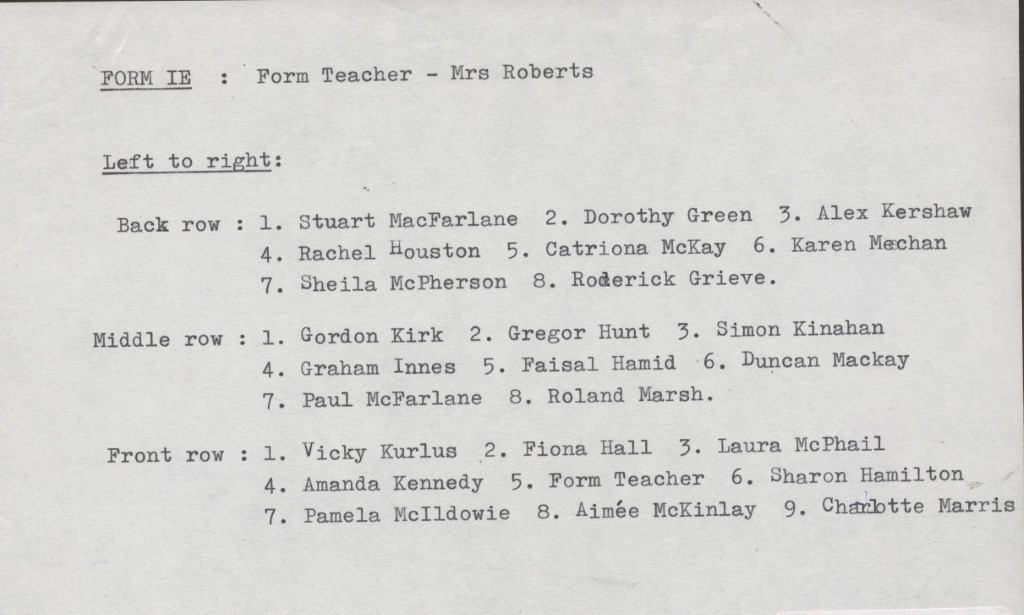 FORM IE : Form Teacher - Mrs Roberts
Left to right:
Back row : 1. Stuart MacFarlane 2. Dorothy Green 3. Alex Kershaw
4. Rachel Houston 5. Catriona McKay 6. Karen Mechan
7. Sheila McPherson 8. Roderick Grieve.
Middle row : 1. Gordon Kirk 2. Gregor Hunt 3. Simon Kinahan
4. Graham Innes 5. Faisal Hamid 6. Duncan Mackay
7. Paul McFarlane 8. Roland Marsh.
Front row : 1. Vicky Kurlus 2. Fiona Hall 3. Laura McPhail
4. Amanda Kennedy 5. Form Teacher 6. Sharon Hamilton
7. Pamela McIldowie 8. Aimée McKinlay 9. Charlotte Marris